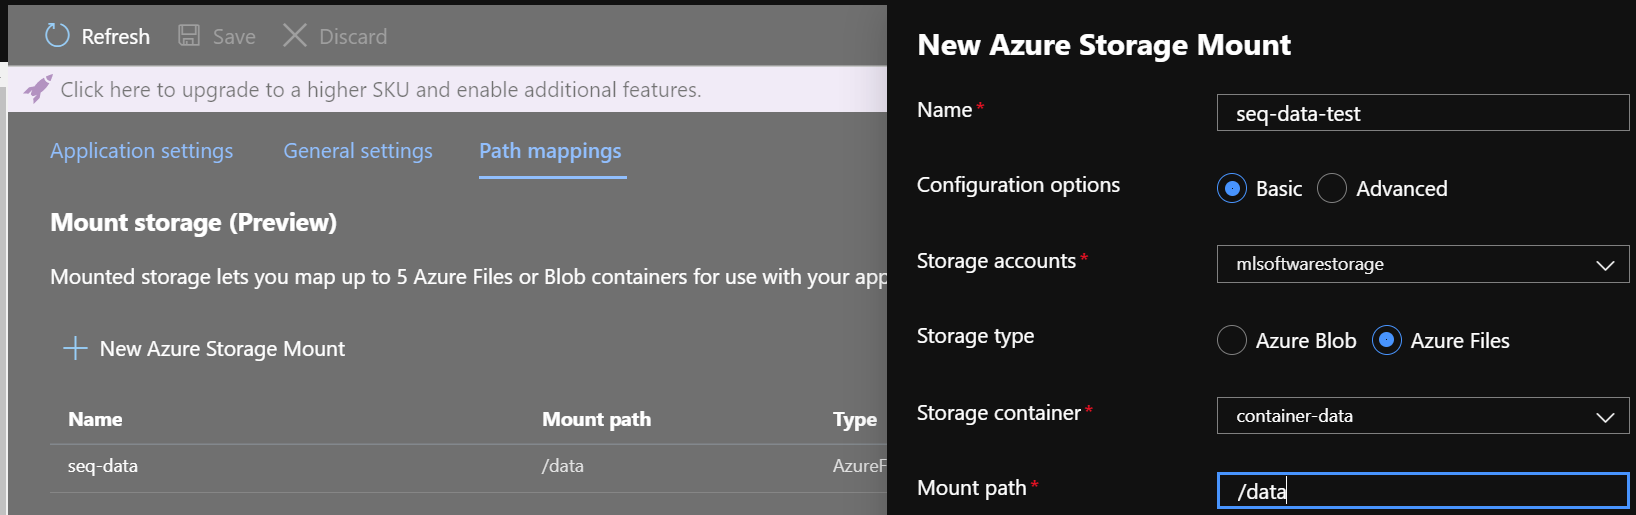 Refresh Save Discard
Click here to upgrade to a higher SKU and enable additional features.
Application settings General settings Path mappings
Mount storage (Preview)
Mounted storage lets you map up to 5 Azure Files or Blob containers for use with your app
New Azure Storage Mount
Name Mount path Type
seq-data /data AzureF
New Azure Storage Mount
Name *
seq-data-test
Configuration options
Basic Advanced
Storage accounts *
mlsoftwarestorage
Storage type
Azure Blob Azure Files
Storage container *
container-data
Mount path *
/data